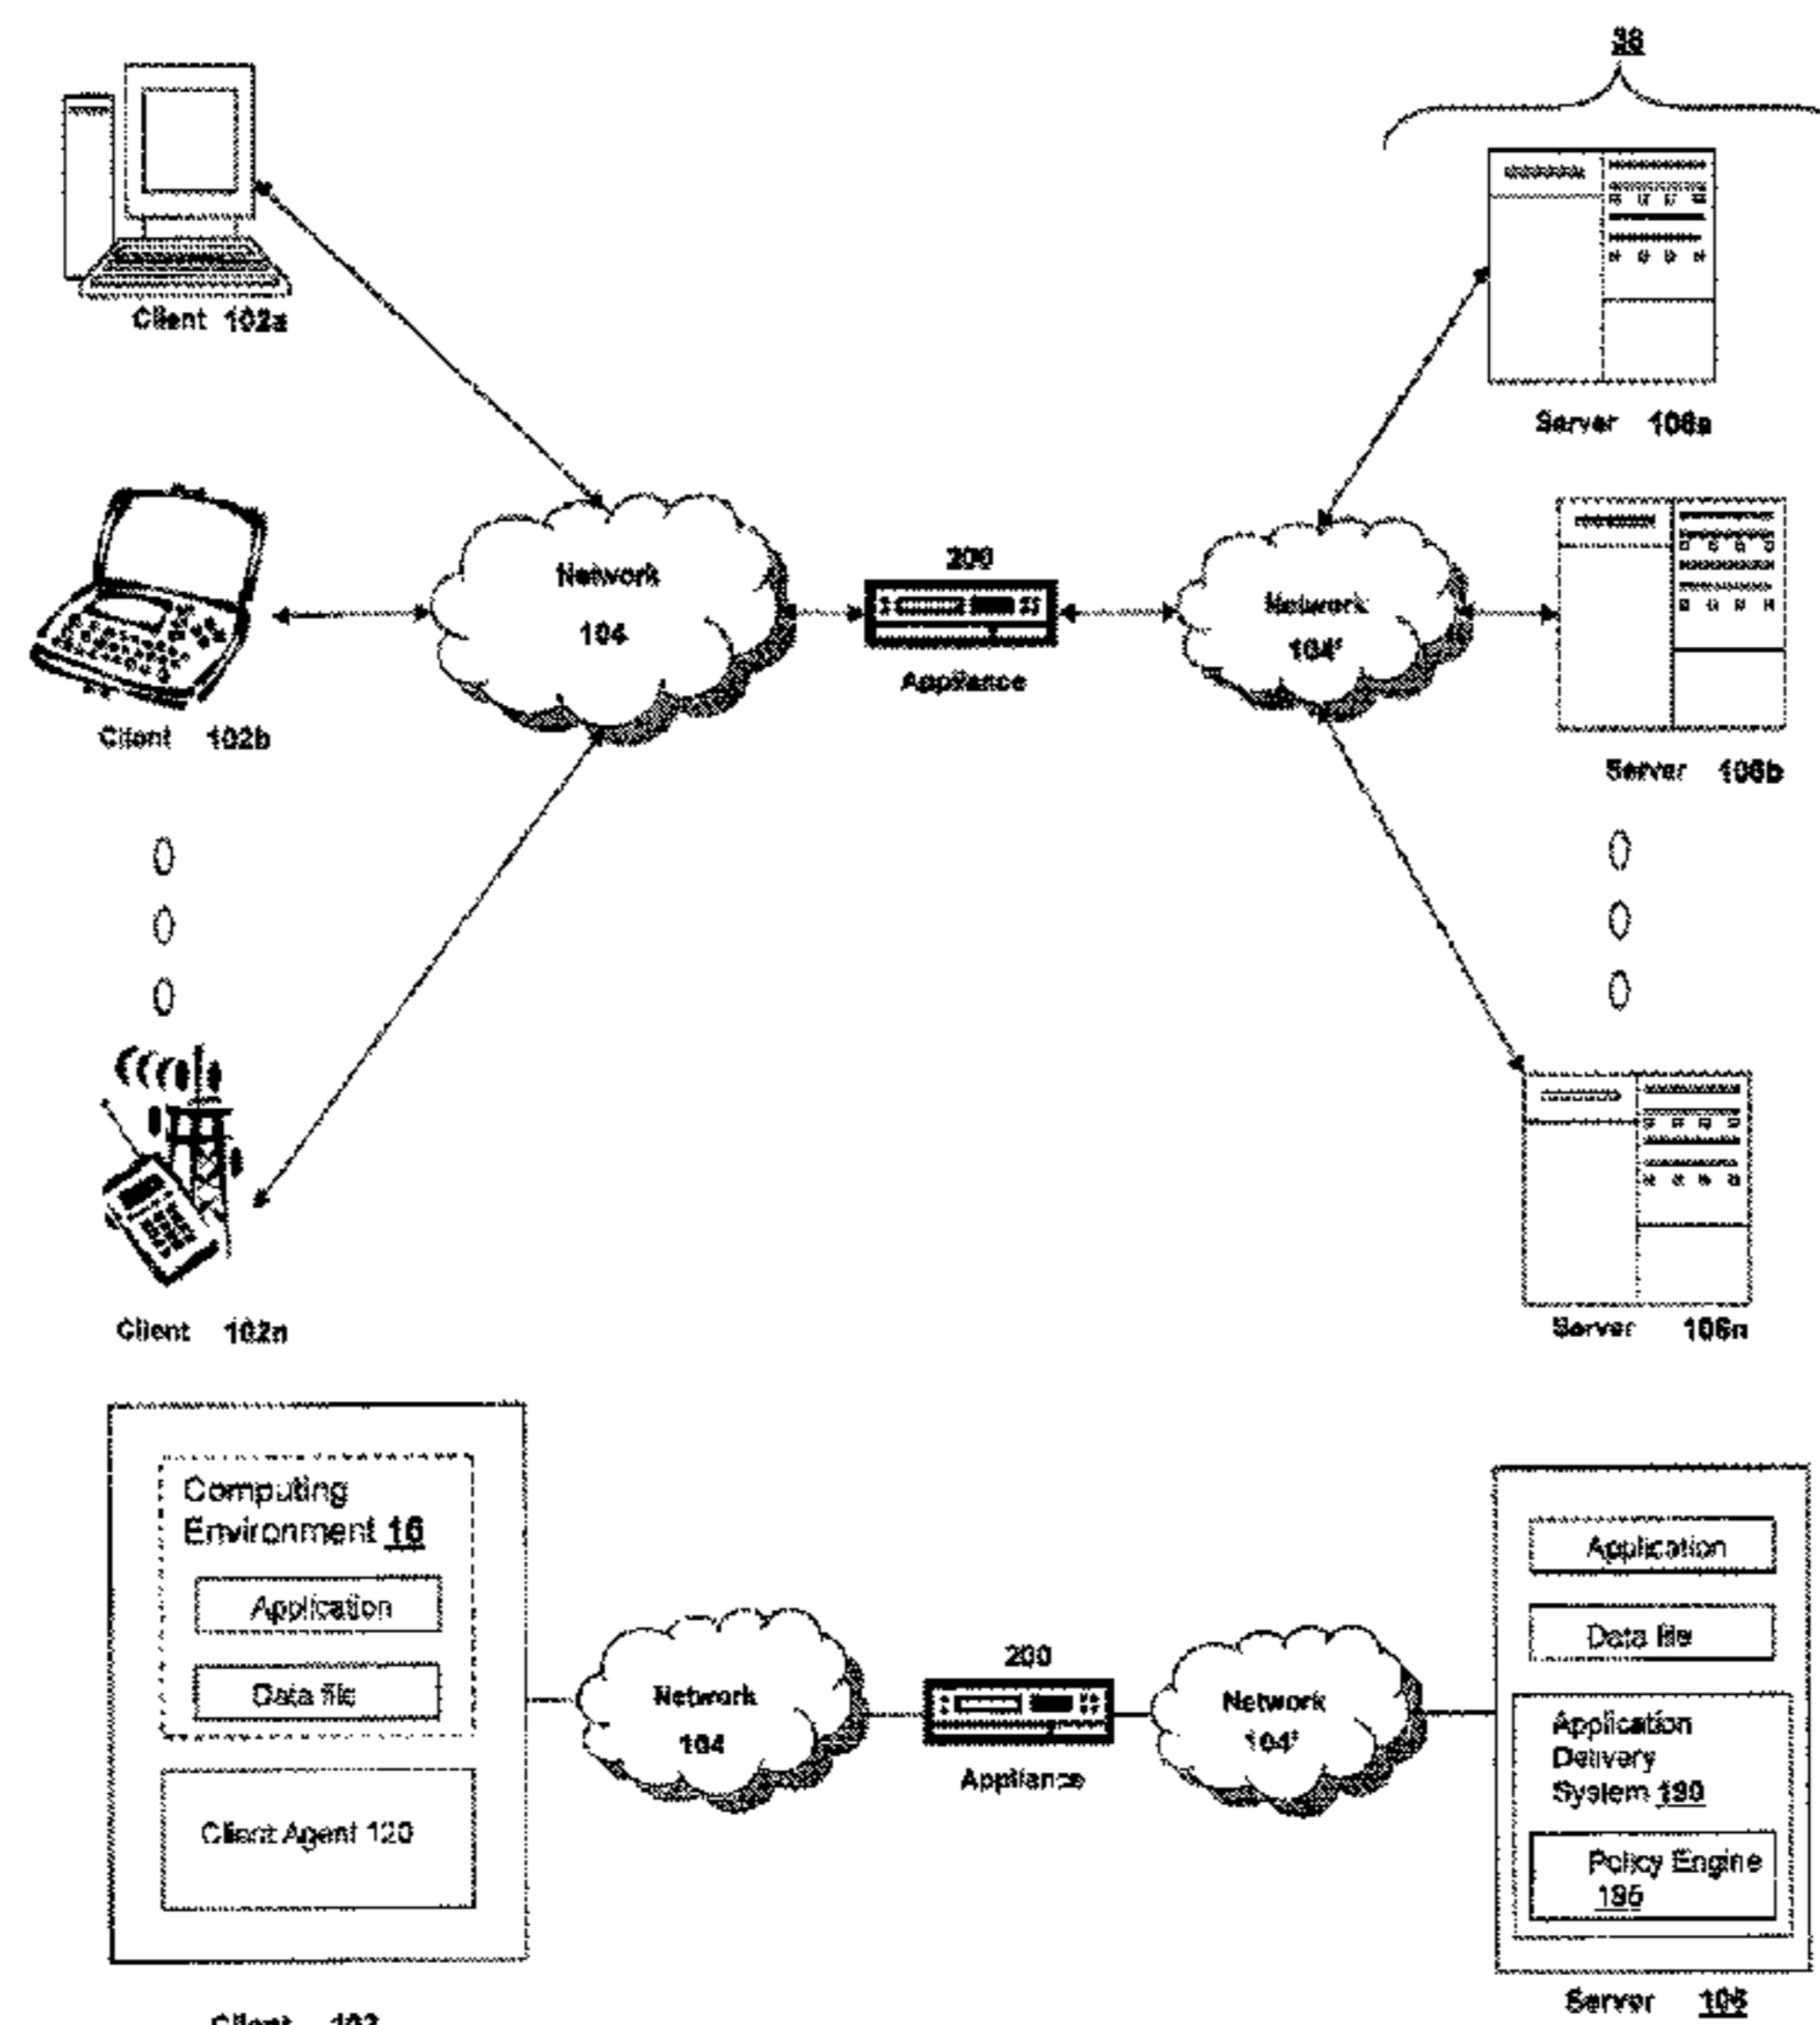 38
Client 102a
Server 106a
Network
104
200
Appliance
Network
104'
Client 102b
Server 106b
Client 102n
Server 106n
Computing
Environment 15
Application
Data file
Client Agent 120
Network
104
200
Appliance
Network
104'
Application
Data file
Application
Delivery
System 190
Policy Engine
195
Client 102
Server 106